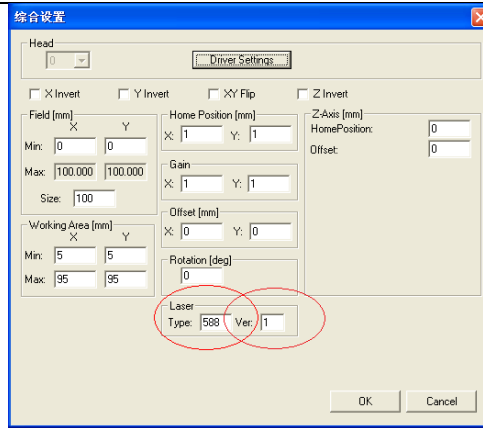 综合设置
Head
0
Driver Settings
X Invert
Y Invert
XY Flip
Z Invert
Field [mm]
X Y
Min: 0 0
Max: 100.000 100.000
Size: 100
Working Area [mm]
X Y
Min: 5 5
Max: 95 95
Home Position [mm]
X: 1 Y: 1
Gain
X: 1 Y: 1
Offset [mm]
X: 0 Y: 0
Rotation [deg]
0
Laser
Type: 588 Ver: 1
Z-Axis [mm]
HomePosition: 0
Offset: 0
OK
Cancel